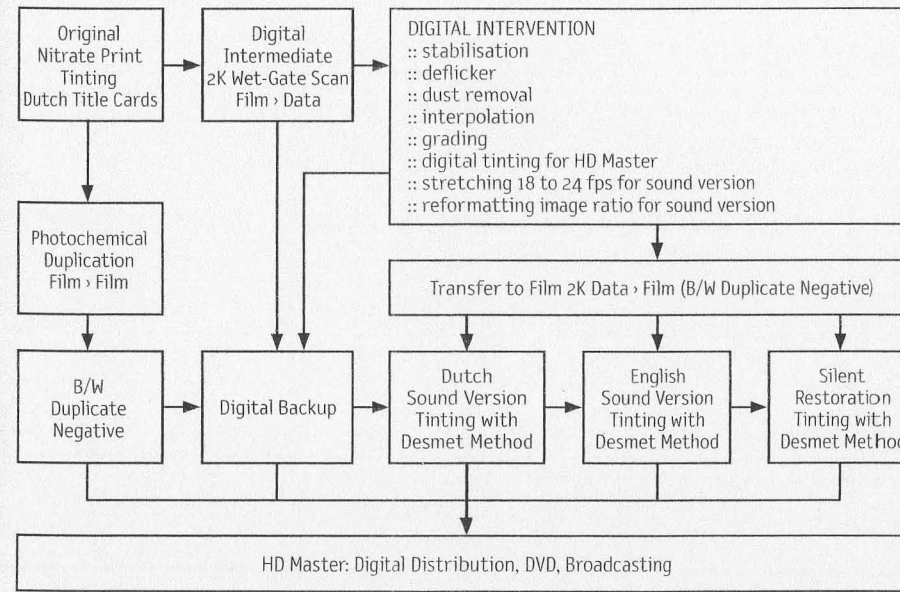 Original
Nitrate Print
Tinting
Dutch Title Cards
Digital
Intermediate
2K Wet-Gate Scan
Film › Data
DIGITAL INTERVENTION
:: stabilisation
:: deflicker
:: dust removal
:: interpolation
:: grading
:: digital tinting for HD Master
:: stretching 18 to 24 fps for sound version
:: reformatting image ratio for sound version
Photochemical
Duplication
Film › Film
Transfer to Film 2K Data › Film (B/W Duplicate Negative)
B/W
Duplicate
Negative
Digital Backup
Dutch
Sound Version
Tinting with
Desmet Method
English
Sound Version
Tinting with
Desmet Method
Silent
Restoration
Tinting with
Desmet Method
HD Master: Digital Distribution, DVD, Broadcasting